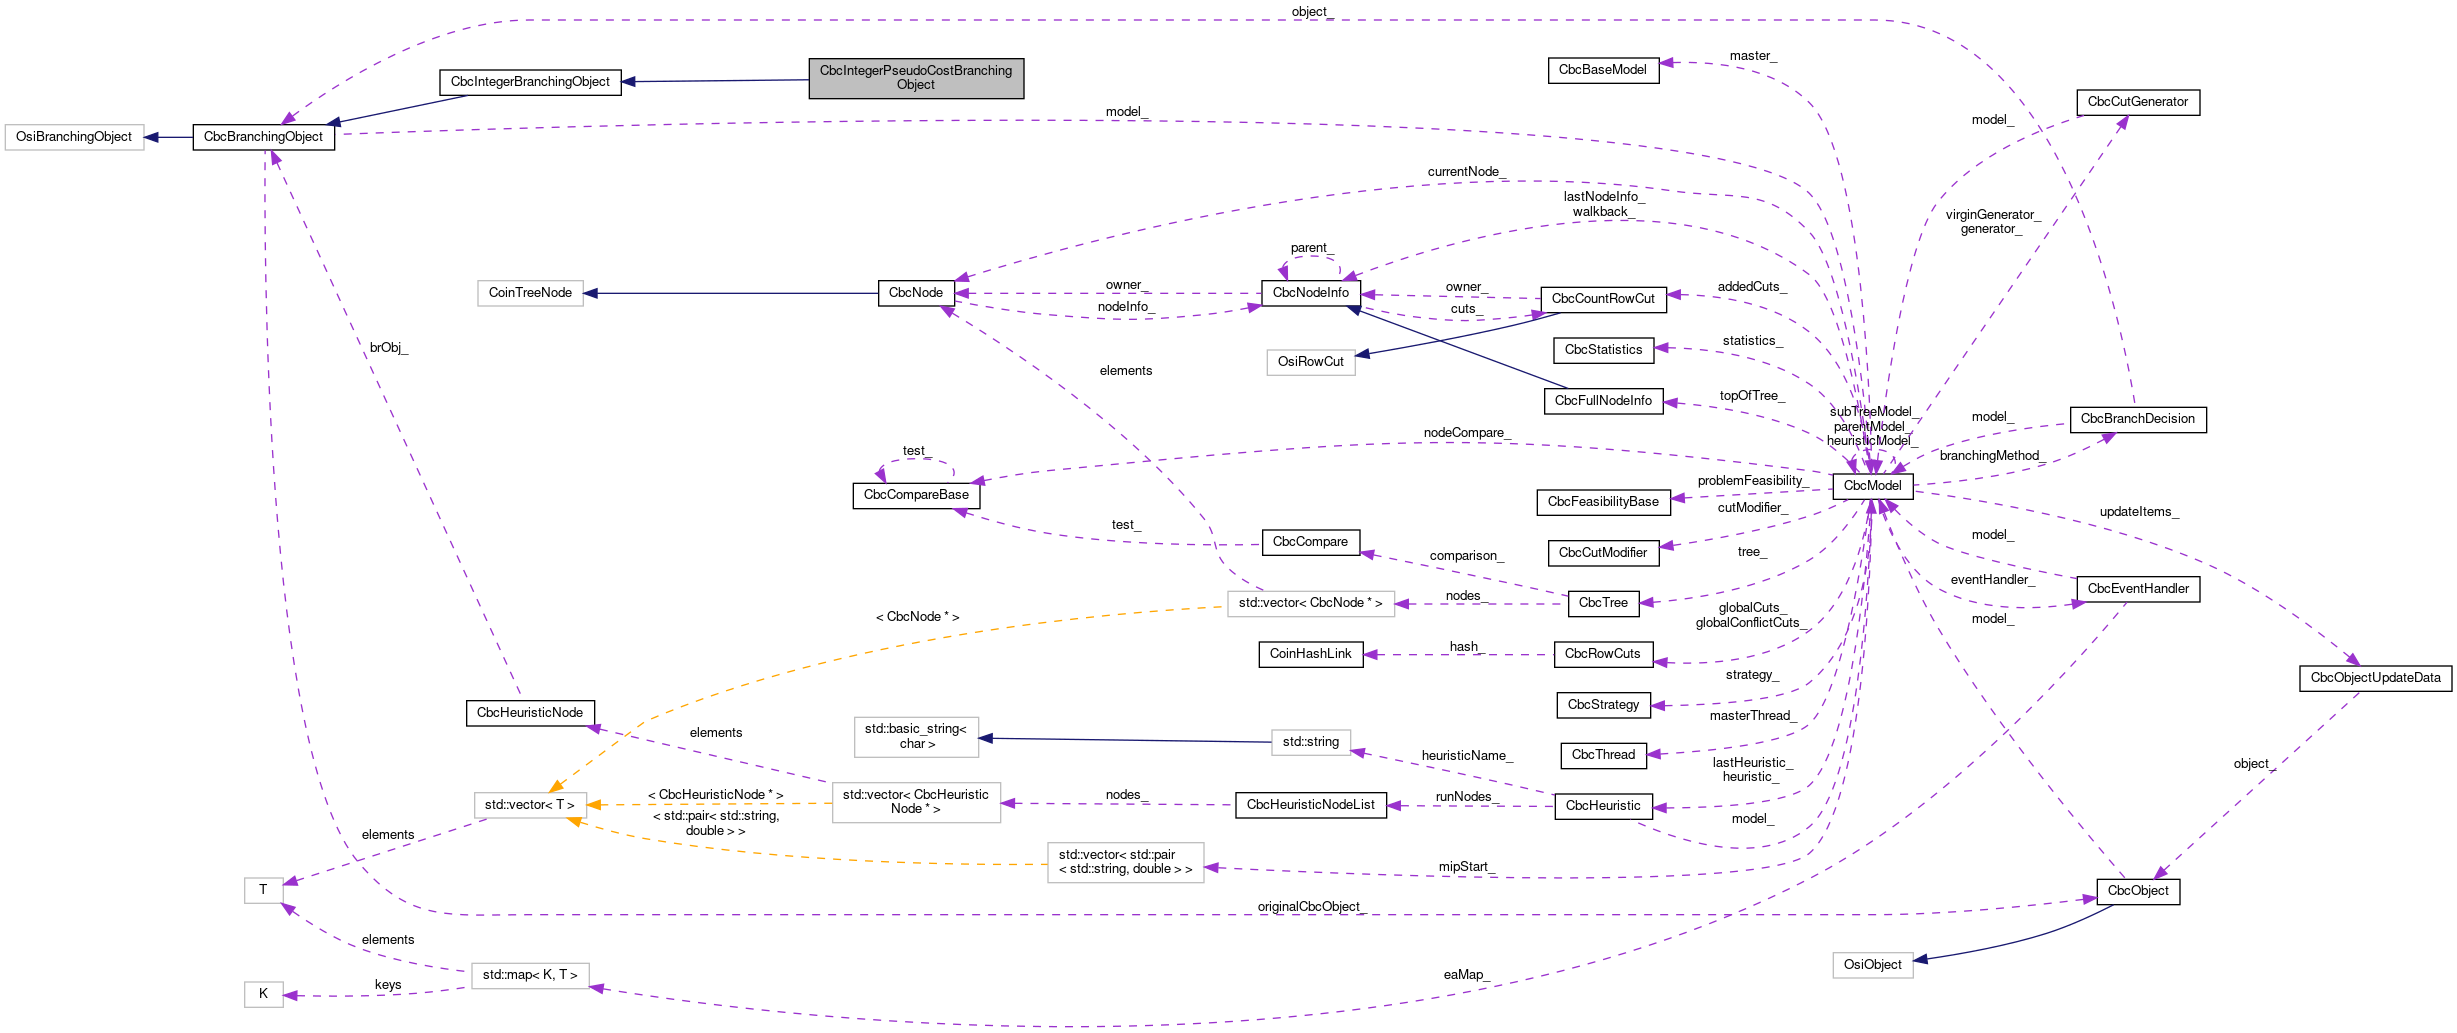 object_
master_
CbcIntegerPseudoCostBranching
Object
CbcIntegerBranchingObject
CbcBaseModel
CbcCutGenerator
OsiBranchingObject
CbcBranchingObject
model_
model_
currentNode_
lastNodeInfo_
walkback_
virginGenerator_
generator_
parent_
CoinTreeNode
CbcNode
owner_
nodeInfo_
CbcNodeInfo
owner_
cuts_
CbcCountRowCut
addedCuts_
brObj_
elements
OsiRowCut
CbcStatistics
statistics_
CbcFullNodeInfo
topOfTree_
subTreeModel_
parentModel_
heuristicModel_
model_
CbcBranchDecision
nodeCompare_
test_
branchingMethod_
CbcCompareBase
problemFeasibility_
CbcModel
CbcFeasibilityBase
cutModifier_
updateItems_
test_
CbcCompare
comparison_
CbcCutModifier
tree_
model_
eventHandler_
CbcEventHandler
std::vector< CbcNode * >
nodes_
CbcTree
< CbcNode * >
globalCuts_
globalConflictCuts_
model_
CoinHashLink
hash_
CbcRowCuts
strategy_
CbcObjectUpdateData
CbcHeuristicNode
CbcStrategy
masterThread_
elements
std::basic_string<
char >
std::string
CbcThread
heuristicName_
lastHeuristic_
heuristic_
object_
std::vector< T >
< CbcHeuristicNode * >
std::vector< CbcHeuristic
Node * >
nodes_
CbcHeuristicNodeList
runNodes_
CbcHeuristic
< std::pair< std::string,
double > >
model_
elements
std::vector< std::pair
< std::string, double > >
mipStart_
T
CbcObject
originalCbcObject_
elements
OsiObject
std::map< K, T >
eaMap_
keys
K